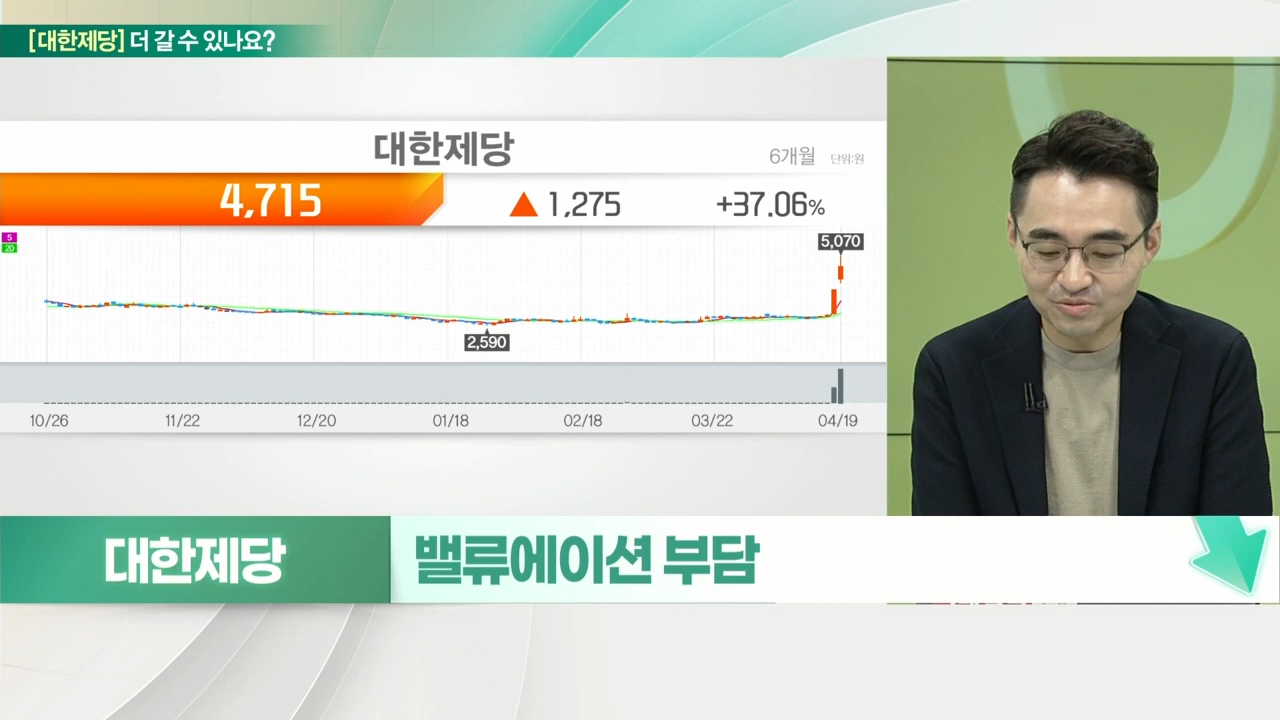 [대한제당] 더 갈 수 있나요?
대한제당
6개월 단위:원
4,715 ▲ 1,275 +37.06%
5
20
5,070
2,590
10/26 11/22 12/20 01/18 02/18 03/22 04/19
대한제당 밸류에이션 부담